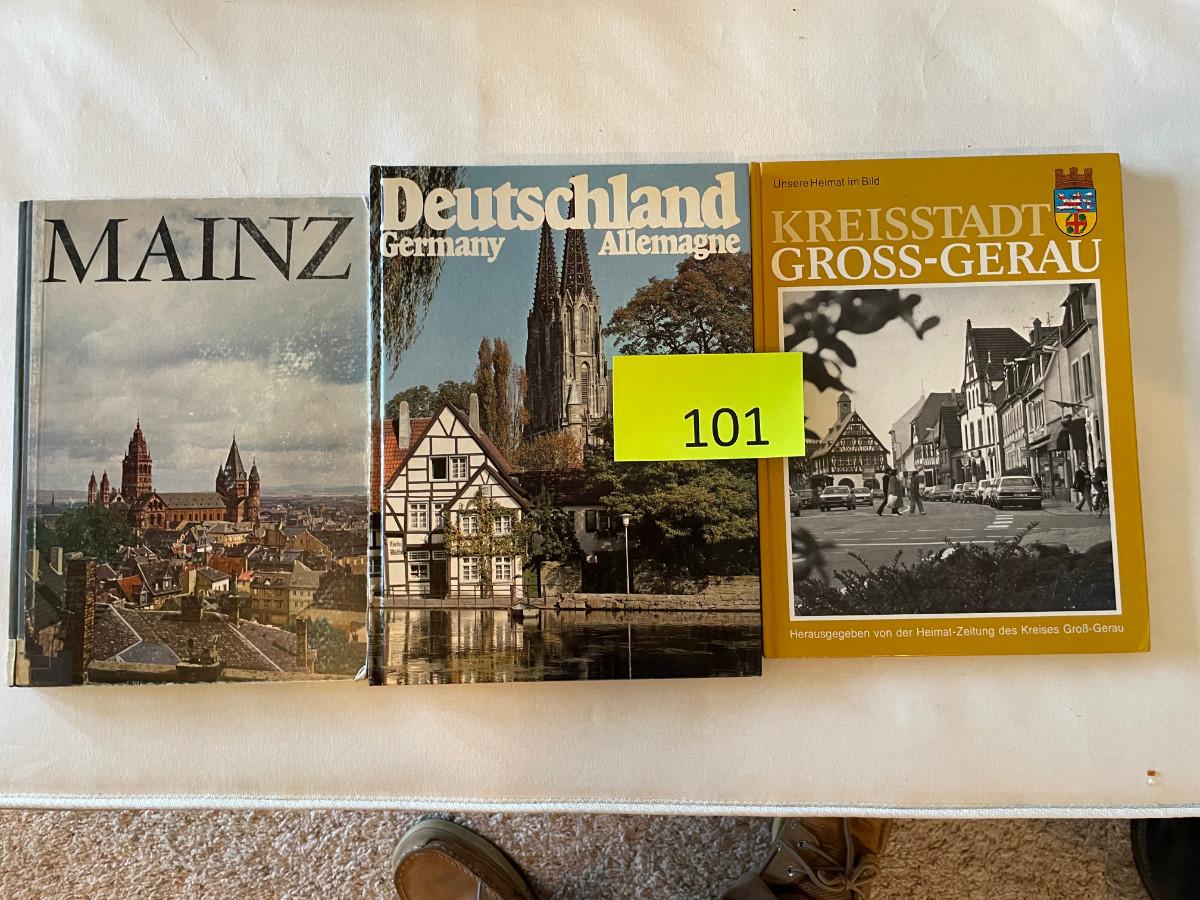 MAINZ
Deutschland
Germany Allemagne
101
Unsere Heimat im Bild
KREISSTADT
GROSS-GERAU
Herausgegeben von der Heimat-Zeitung des Kreises Groß-Gerau